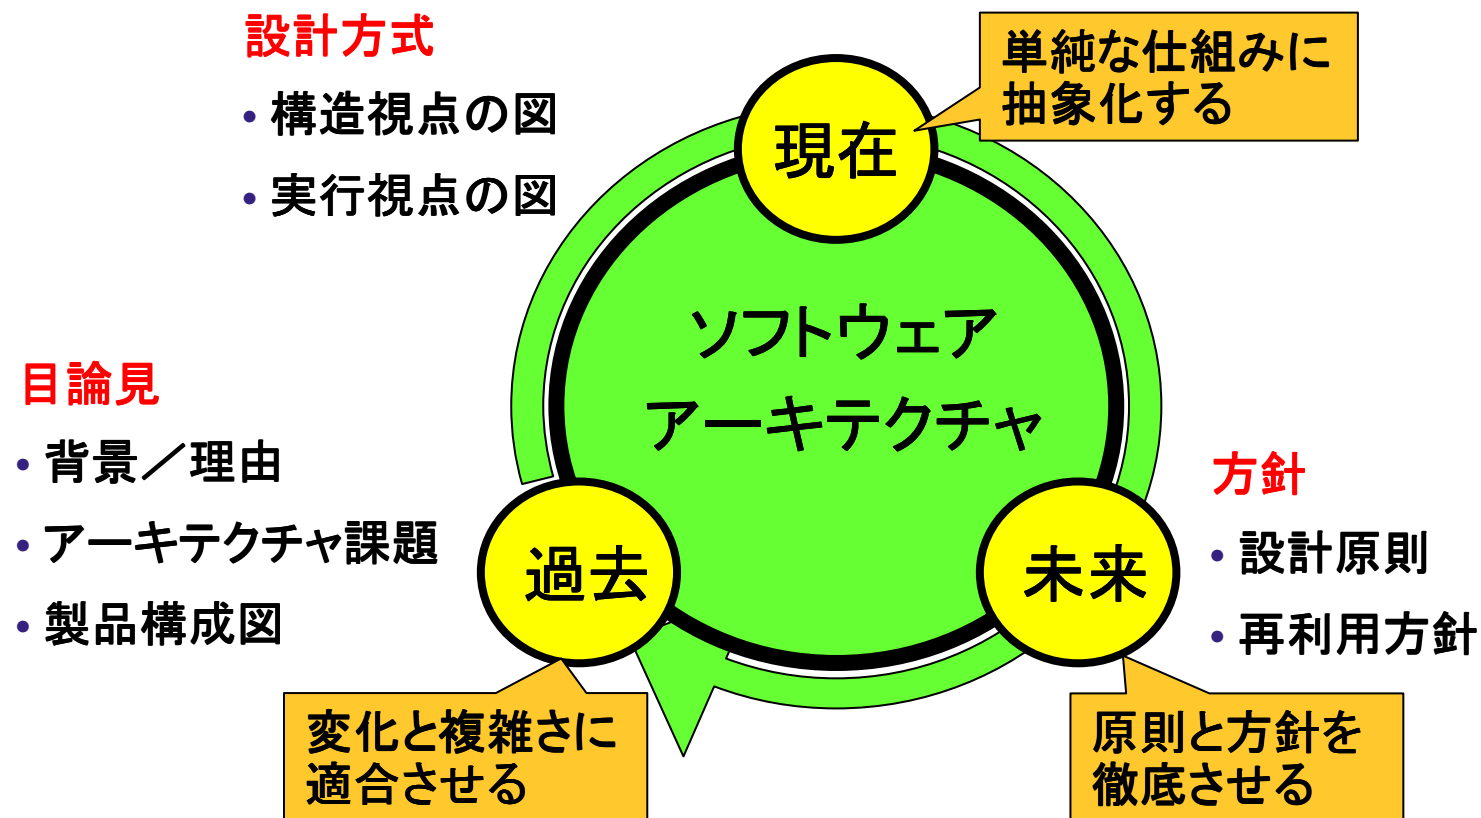 設計方式
• 構造視点の図
• 実行視点の図
現在
単純な仕組みに
抽象化する
ソフトウェア
アーキテクチャ
目論見
• 背景／理由
• アーキテクチャ課題
• 製品構成図
過去
変化と複雑さに
適合させる
方針
• 設計原則
• 再利用方針
未来
原則と方針を
徹底させる